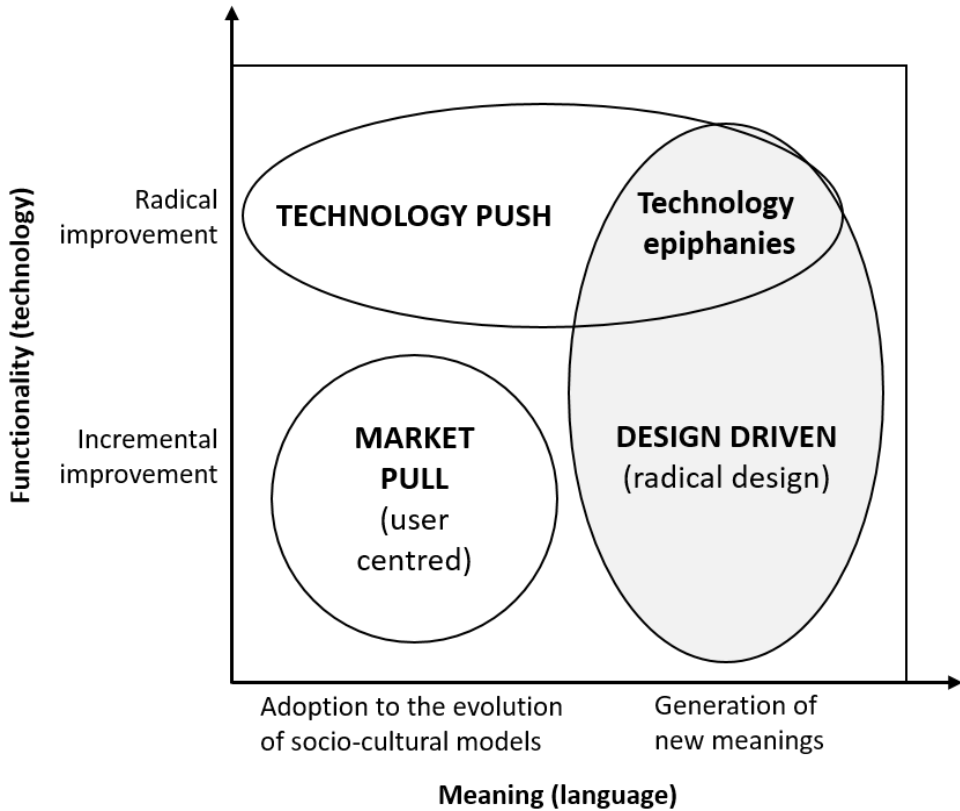 Functionality (technology)
Radical
improvement
Incremental
improvement
TECHNOLOGY PUSH
Technology
epiphanies
MARKET
PULL
(user
centred)
DESIGN DRIVEN
(radical design)
Adoption to the evolution
of socio-cultural models
Generation of
new meanings
Meaning (language)